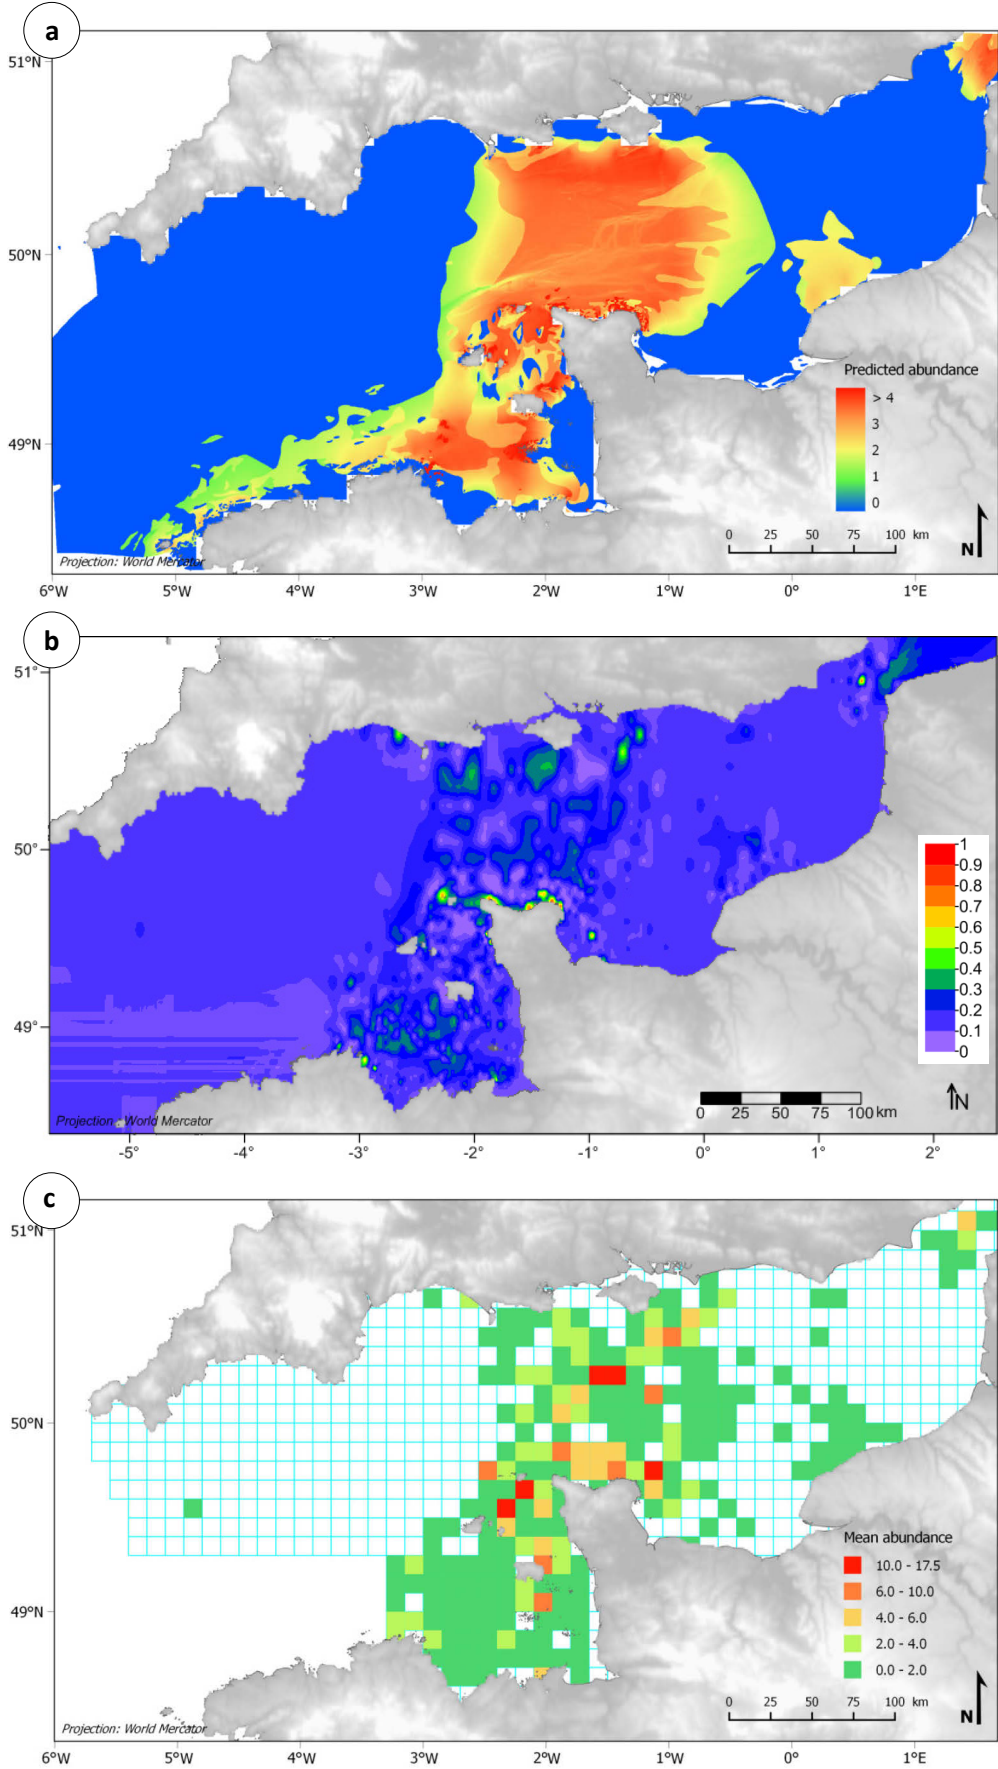 a
51°N
50°N
49°N
Predicted abundance
> 4
3
2
1
0
0 25 50 75 100 km
N
Projection: World Mercator
6°W 5°W 4°W 3°W 2°W 1°W 0° 1°E
b
51°
50°
49°
1
0.9
0.8
0.7
0.6
0.5
0.4
0.3
0.2
0.1
0
N
0 25 50 75 100 km
Projection: World Mercator
-5° -4° -3° -2° -1° 0° 1° 2°
c
51°N
50°N
49°N
Mean abundance
10.0 - 17.5
6.0 - 10.0
4.0 - 6.0
2.0 - 4.0
0.0 - 2.0
0 25 50 75 100 km
N
Projection: World Mercator
6°W 5°W 4°W 3°W 2°W 1°W 0° 1°E